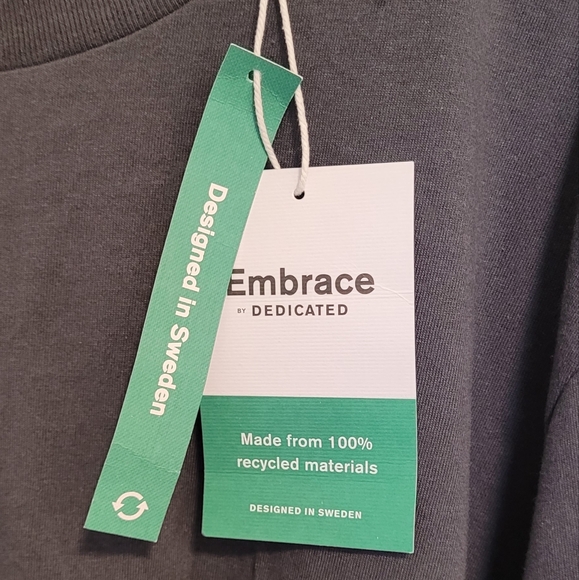 Designed in Sweden
Embrace
BY DEDICATED
Made from 100%
recycled materials
DESIGNED IN SWEDEN